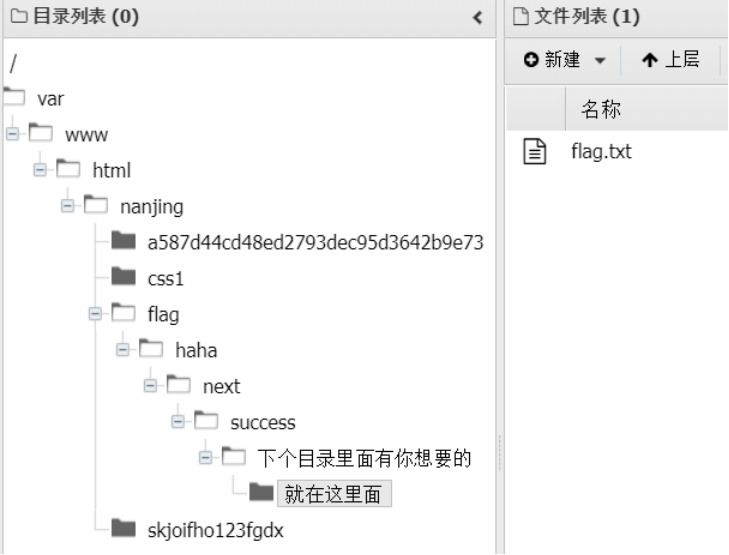 目录列表 (0)
/
var
www
html
nanjing
a587d44cd48ed2793dec95d3642b9e73
css1
flag
haha
next
success
下个目录里面有你想要的
就在这里面
skjoifho123fgdx
文件列表 (1)
新建 上层
名称
flag.txt